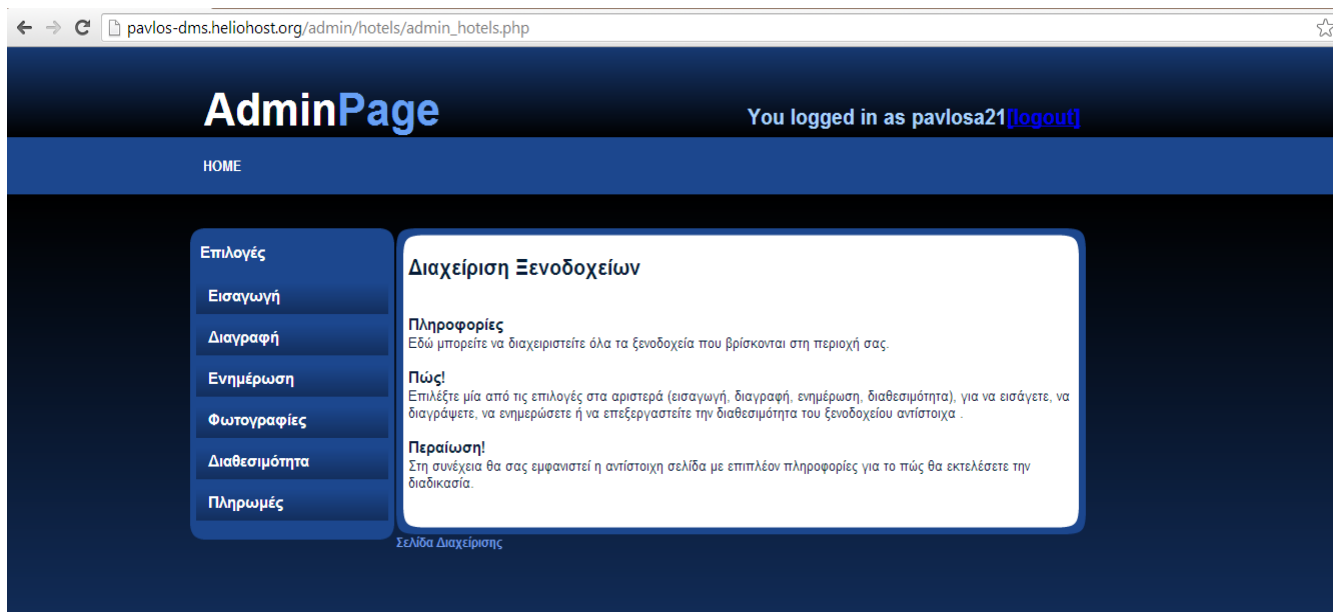 pavlos-dms.heliohost.org/admin/hotels/admin_hotels.php
AdminPage
You logged in as pavlosa21[logout]
HOME
Επιλογές
Εισαγωγή
Διαγραφή
Ενημέρωση
Φωτογραφίες
Διαθεσιμότητα
Πληρωμές
Διαχείριση Ξενοδοχείων
Πληροφορίες
Εδώ μπορείτε να διαχειριστείτε όλα τα ξενοδοχεία που βρίσκονται στη περιοχή σας.
Πώς!
Επιλέξτε μία από τις επιλογές στα αριστερά (εισαγωγή, διαγραφή, ενημέρωση, διαθεσιμότητα), για να εισάγετε, να
διαγράψετε, να ενημερώσετε ή να επεξεργαστείτε την διαθεσιμότητα του ξενοδοχείου αντίστοιχα .
Περαίωση!
Στη συνέχεια θα σας εμφανιστεί η αντίστοιχη σελίδα με επιπλέον πληροφορίες για το πώς θα εκτελέσετε την
διαδικασία.
Σελίδα Διαχείρισης